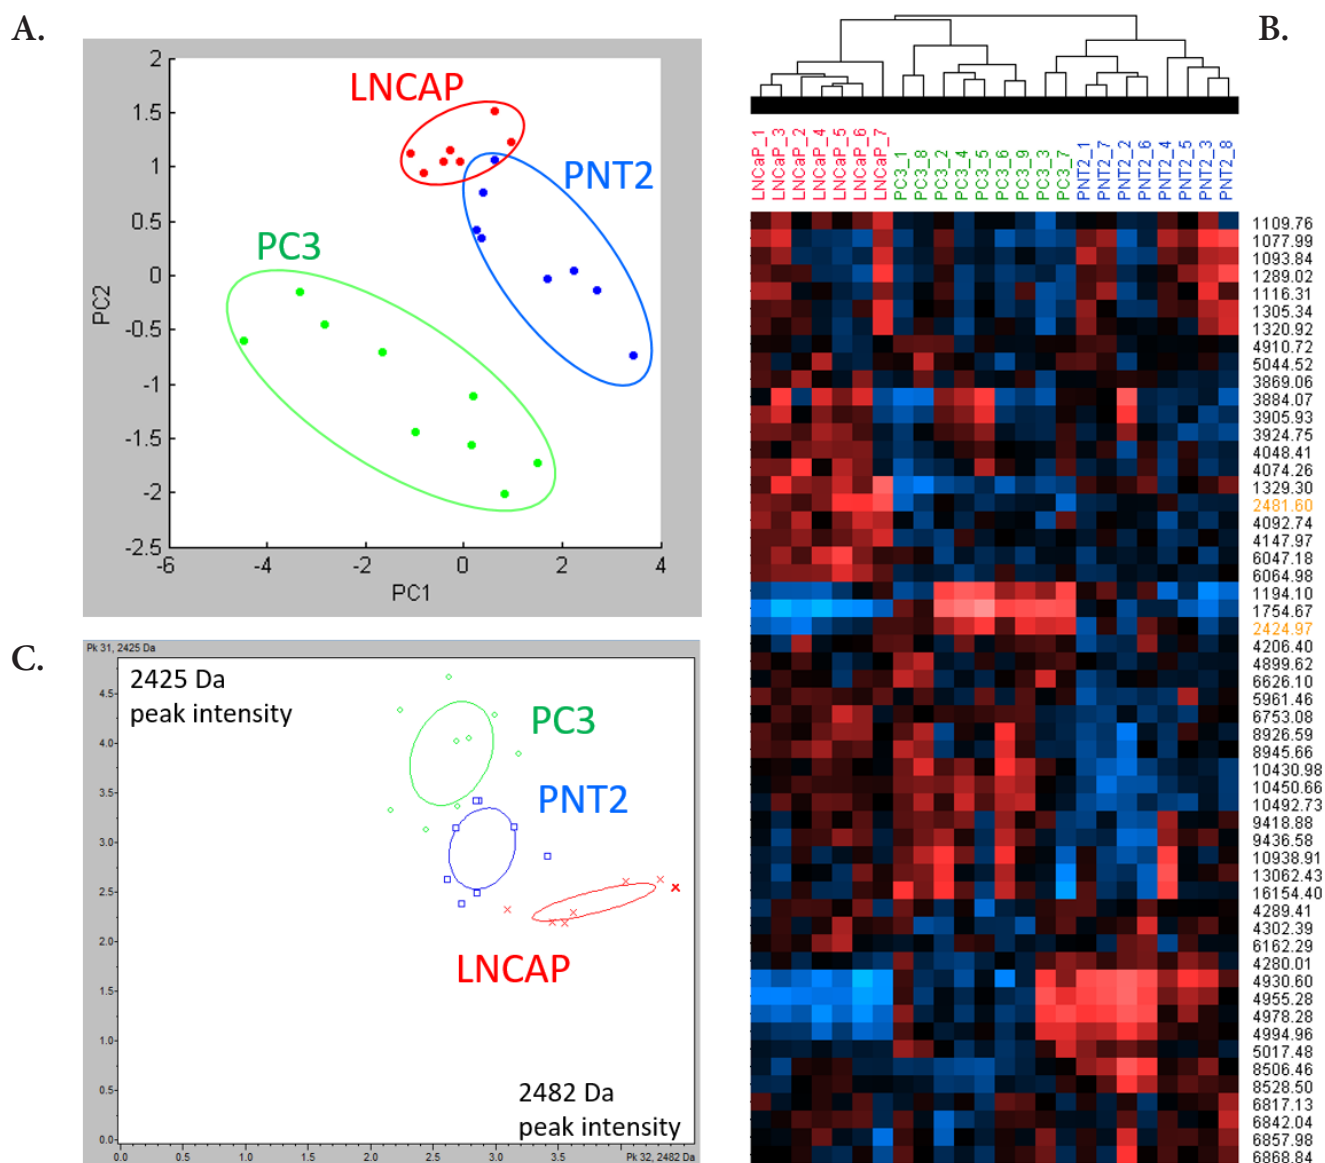 A.
LNCAP
PNT2
PC3
PC2
2
1.5
1
0.5
0
-0.5
-1
-1.5
-2
-2.5
-6
-4
-2
0
2
4
PC1
B.
LNCaP_1
LNCaP_3
LNCaP_2
LNCaP_4
LNCaP_5
LNCaP_6
LNCaP_7
PC3_1
PC3_8
PC3_2
PC3_4
PC3_5
PC3_6
PC3_9
PC3_3
PC3_7
PNT2_1
PNT2_7
PNT2_2
PNT2_6
PNT2_4
PNT2_5
PNT2_3
PNT2_8
1109.76
1077.99
1093.84
1289.02
1116.31
1305.34
1320.92
4910.72
5044.52
3869.06
3884.07
3905.93
3924.75
4048.41
4074.26
1329.30
2481.60
4092.74
4147.97
6047.18
6064.98
1194.10
1754.67
2424.97
4206.40
4899.62
6626.10
5961.46
6753.08
8926.59
8945.66
10430.98
10450.66
10492.73
9418.88
9436.58
10938.91
13062.43
16154.40
4289.41
4302.39
6162.29
4280.01
4930.60
4955.28
4978.28
4994.96
5017.48
8506.46
8528.50
6817.13
6842.04
6857.98
6868.84
C.
Pk 31, 2425 Da
2425 Da
peak intensity
PC3
PNT2
LNCAP
4.5
4.0
3.5
3.0
2.5
2.0
1.5
1.0
0.5
0.0
2482 Da
peak intensity
0.0
0.5
1.0
1.5
2.0
2.5
3.0
3.5
Pk 32, 2482 Da